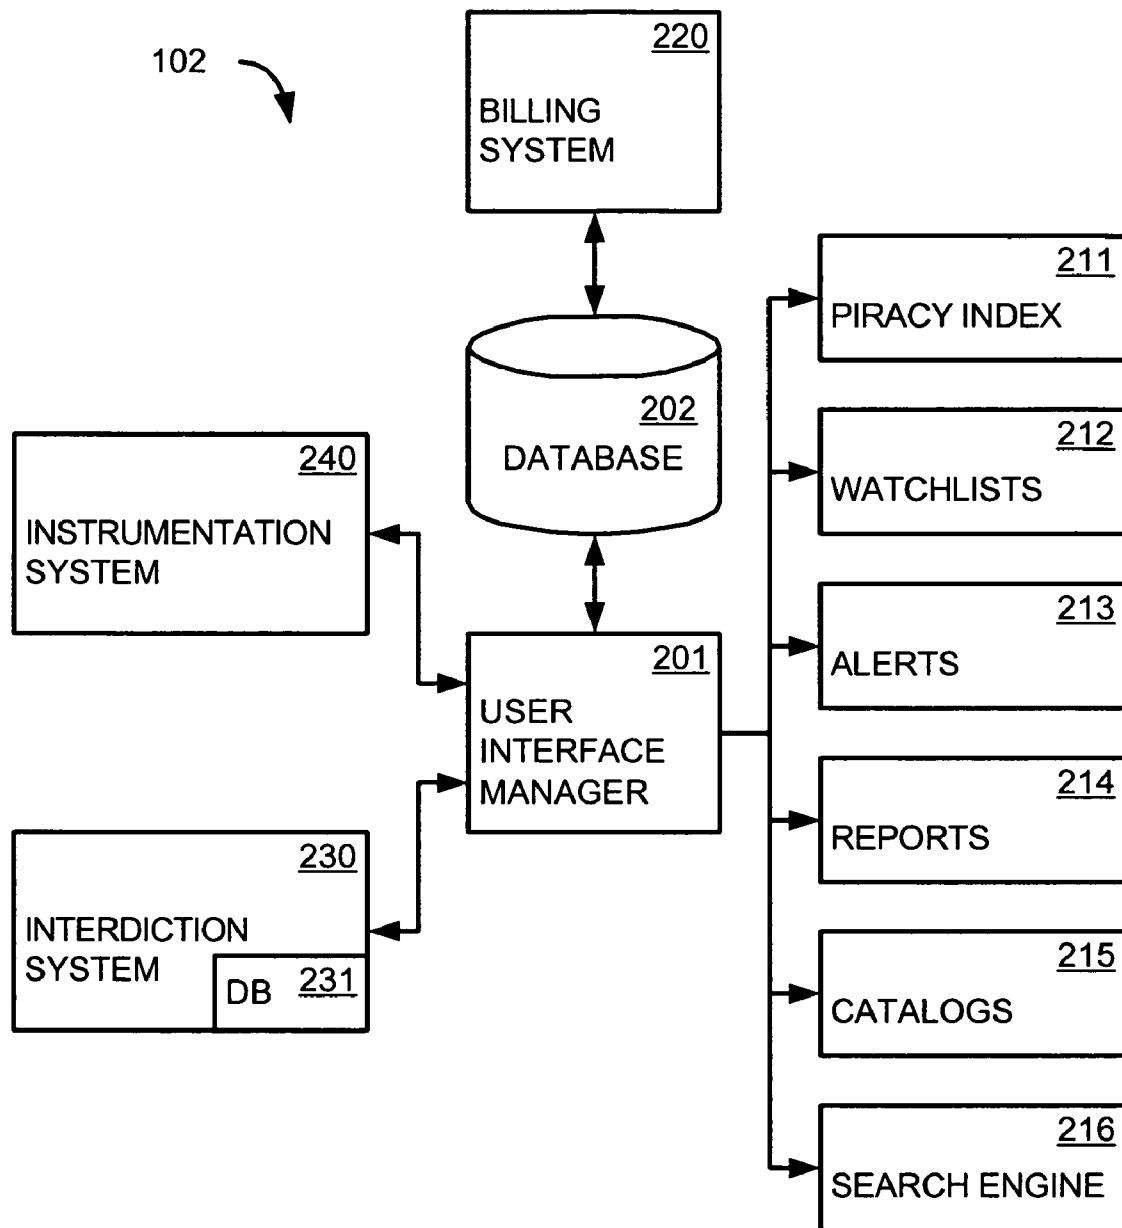 102
220
BILLING
SYSTEM
211
PIRACY INDEX
202
DATABASE
212
WATCHLISTS
240
INSTRUMENTATION
SYSTEM
213
ALERTS
201
USER
INTERFACE
MANAGER
214
REPORTS
230
INTERDICTION
SYSTEM
DB 231
215
CATALOGS
216
SEARCH ENGINE